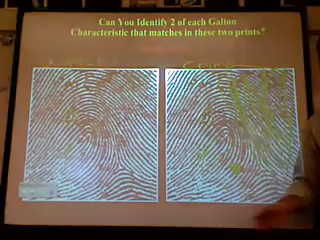 Can You Identify 2 of each Galton
Characteristic that matches in these two prints?